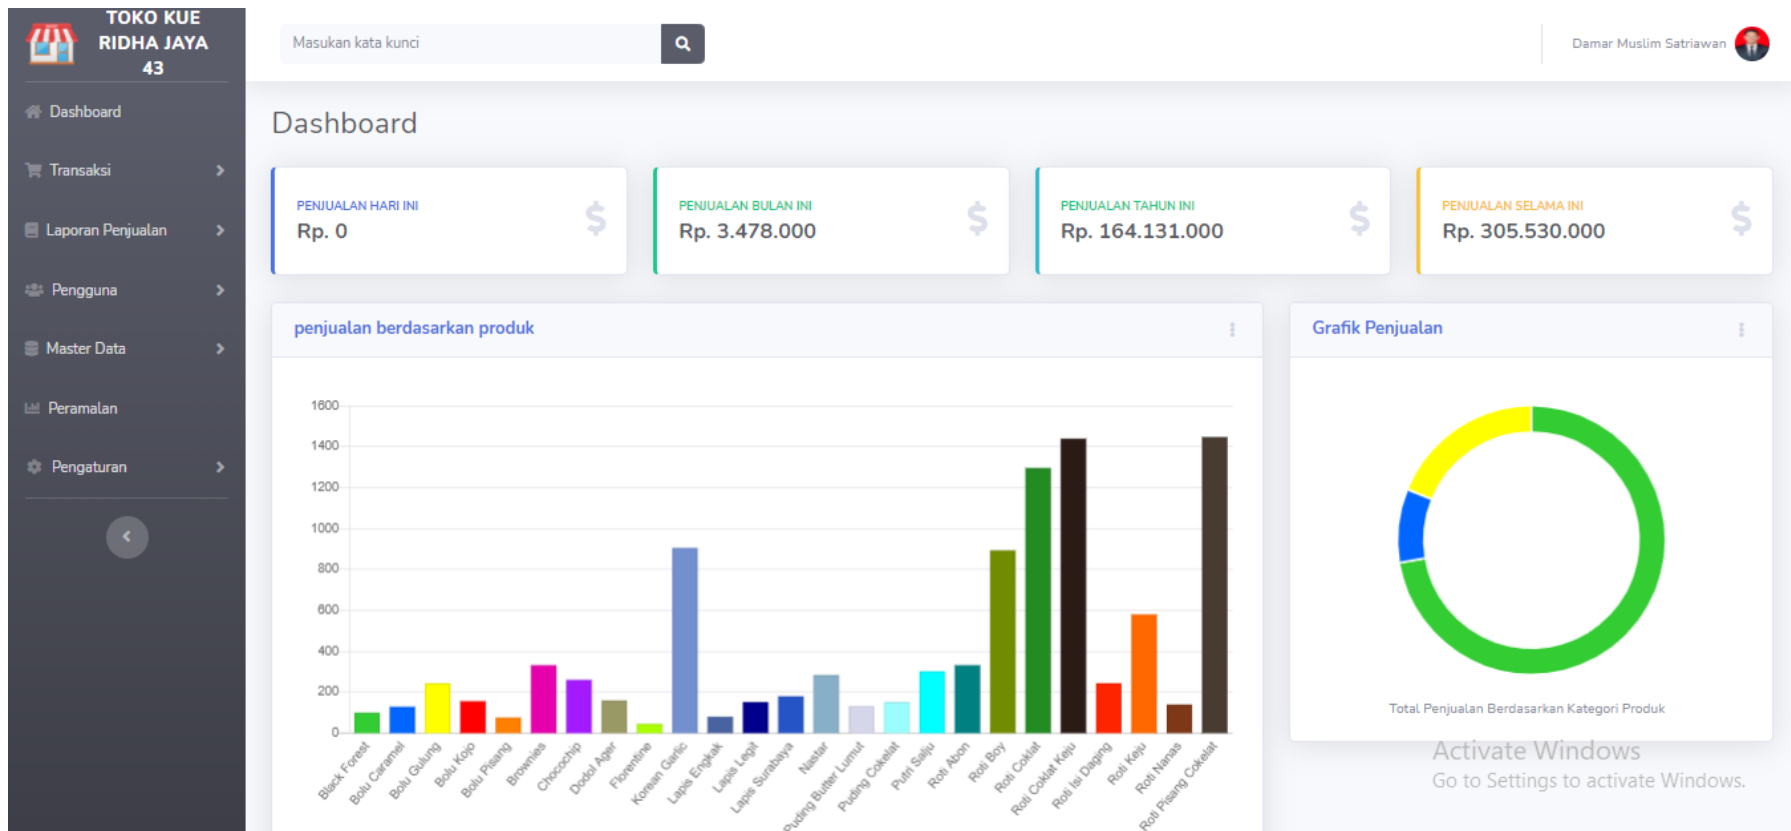 TOKO KUE
RIDHA JAYA
43
Masukan kata kunci
Damar Muslim Satriawan
Dashboard
Transaksi
Laporan Penjualan
Pengguna
Master Data
Peramalan
Pengaturan
Dashboard
PENJUALAN HARI INI
Rp. 0
PENJUALAN BULAN INI
Rp. 3.478.000
PENJUALAN TAHUN INI
Rp. 164.131.000
PENJUALAN SELAMA INI
Rp. 305.530.000
penjualan berdasarkan produk
1600
1400
1200
1000
800
600
400
200
0
Black Forest
Bolu Caramel
Bolu Gulung
Bolu Kojo
Bolu Pisang
Brownies
Chocochip
Dodol Ager
Florentine
Korean Garlic
Lapis Engkak
Lapis Legit
Lapis Surabaya
Nastar
Puding Butter Lumut
Puding Cokelat
Putri Salju
Roti Abon
Roti Boy
Roti Coklat
Roti Coklat Keju
Roti Isi Daging
Roti Keju
Roti Nanas
Roti Pisang Cokelat
Grafik Penjualan
Total Penjualan Berdasarkan Kategori Produk
Activate Windows
Go to Settings to activate Windows.